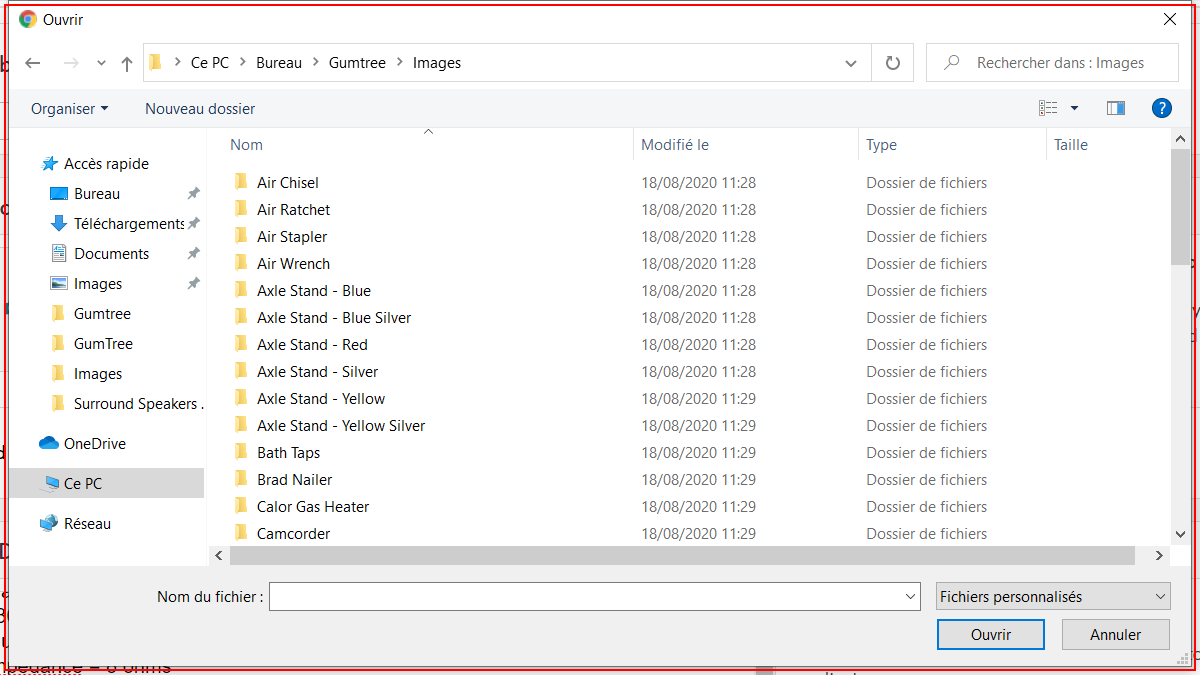 Ouvrir
Ce PC > Bureau > Gumtree > Images
Rechercher dans : Images
Organiser
Nouveau dossier
?
Accès rapide
Bureau
Téléchargements
Documents
Images
Gumtree
GumTree
Images
Surround Speakers .
OneDrive
Ce PC
Réseau
Nom Modifié le Type Taille
Air Chisel 18/08/2020 11:28 Dossier de fichiers
Air Ratchet 18/08/2020 11:28 Dossier de fichiers
Air Stapler 18/08/2020 11:28 Dossier de fichiers
Air Wrench 18/08/2020 11:28 Dossier de fichiers
Axle Stand - Blue 18/08/2020 11:28 Dossier de fichiers
Axle Stand - Blue Silver 18/08/2020 11:28 Dossier de fichiers
Axle Stand - Red 18/08/2020 11:28 Dossier de fichiers
Axle Stand - Silver 18/08/2020 11:28 Dossier de fichiers
Axle Stand - Yellow 18/08/2020 11:29 Dossier de fichiers
Axle Stand - Yellow Silver 18/08/2020 11:29 Dossier de fichiers
Bath Taps 18/08/2020 11:29 Dossier de fichiers
Brad Nailer 18/08/2020 11:29 Dossier de fichiers
Calor Gas Heater 18/08/2020 11:29 Dossier de fichiers
Camcorder 18/08/2020 11:29 Dossier de fichiers
Nom du fichier :
Fichiers personnalisés
Ouvrir
Annuler